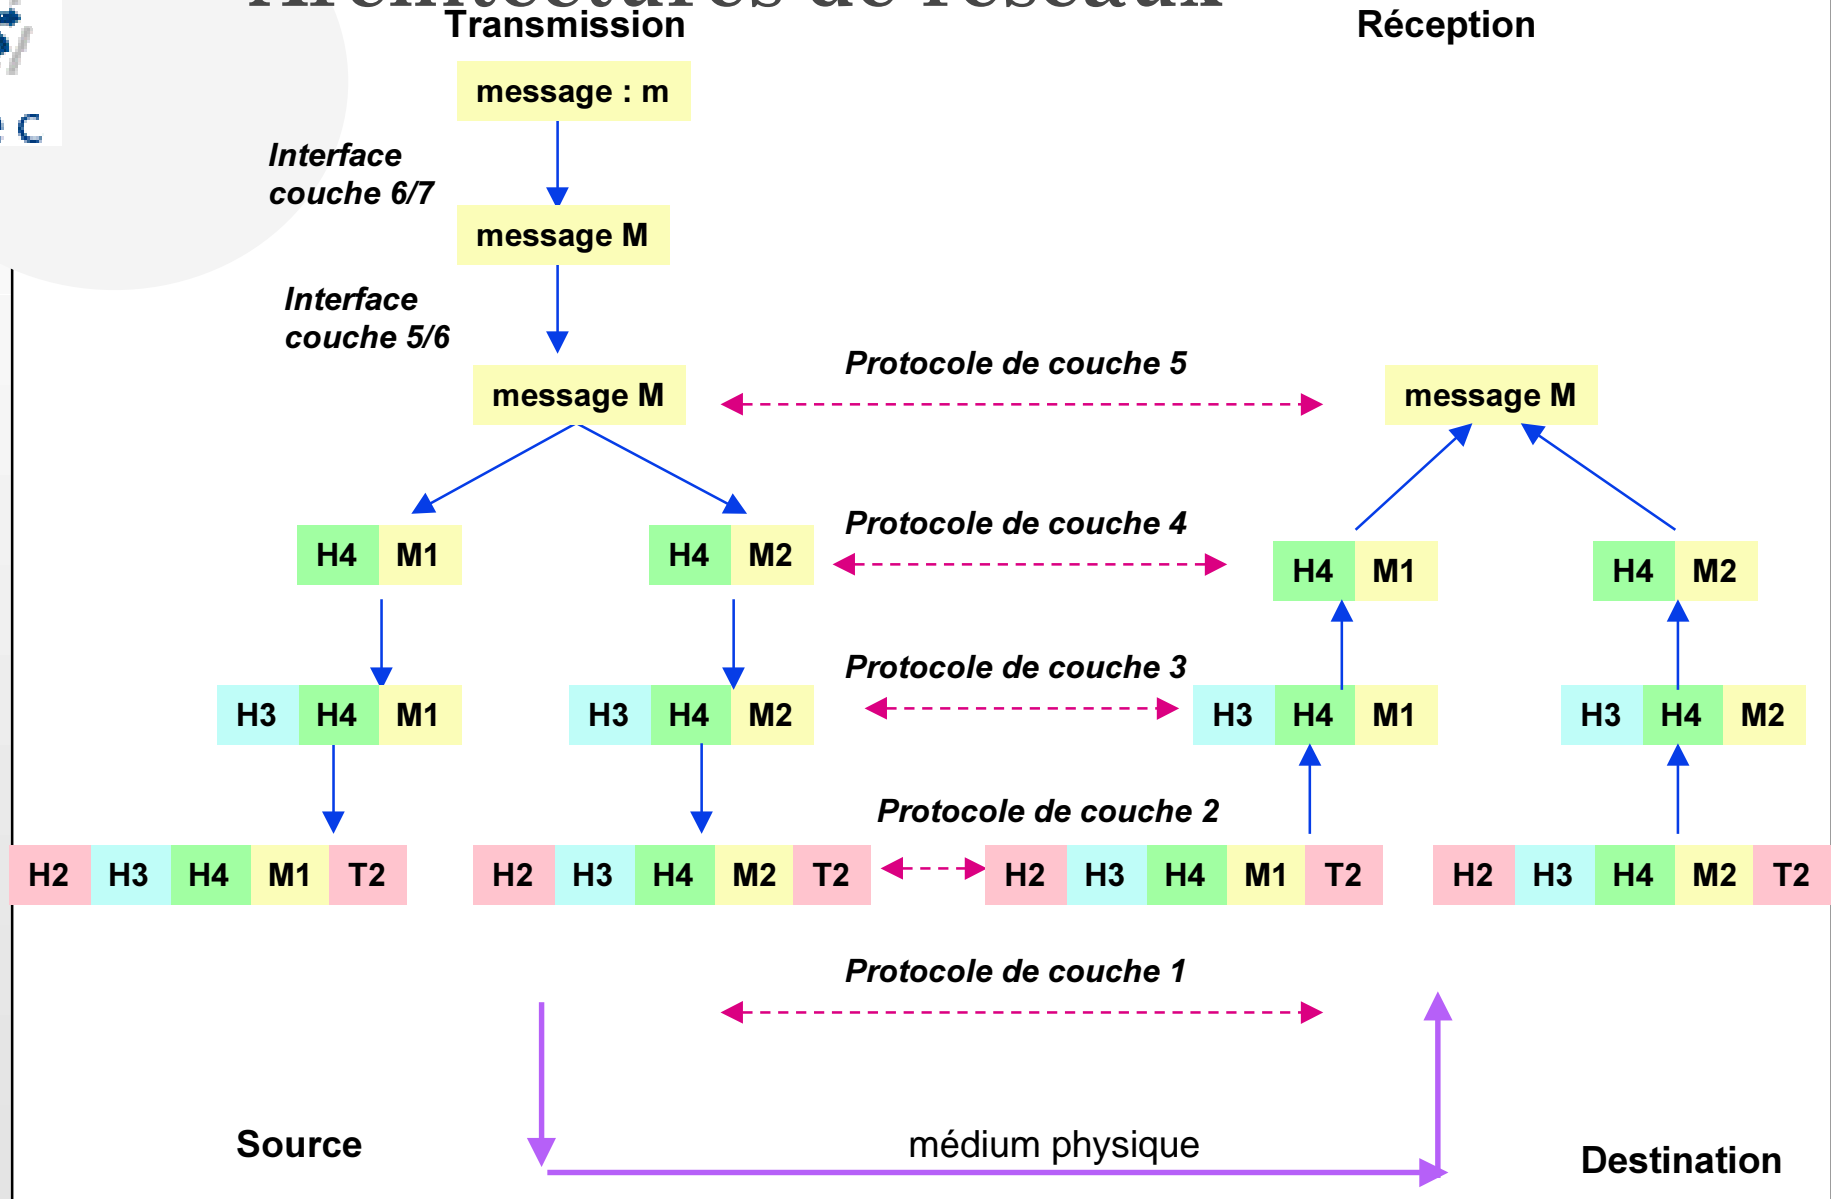 Architectures de réseaux
Transmission
Réception
message : m
Interface
couche 6/7
message M
Interface
couche 5/6
Protocole de couche 5
message M
message M
Protocole de couche 4
H4 M1
H4 M2
H4 M1
H4 M2
Protocole de couche 3
H3 H4 M1
H3 H4 M2
H3 H4 M1
H3 H4 M2
Protocole de couche 2
H2 H3 H4 M1 T2
H2 H3 H4 M2 T2
H2 H3 H4 M1 T2
H2 H3 H4 M2 T2
Protocole de couche 1
Source
médium physique
Destination